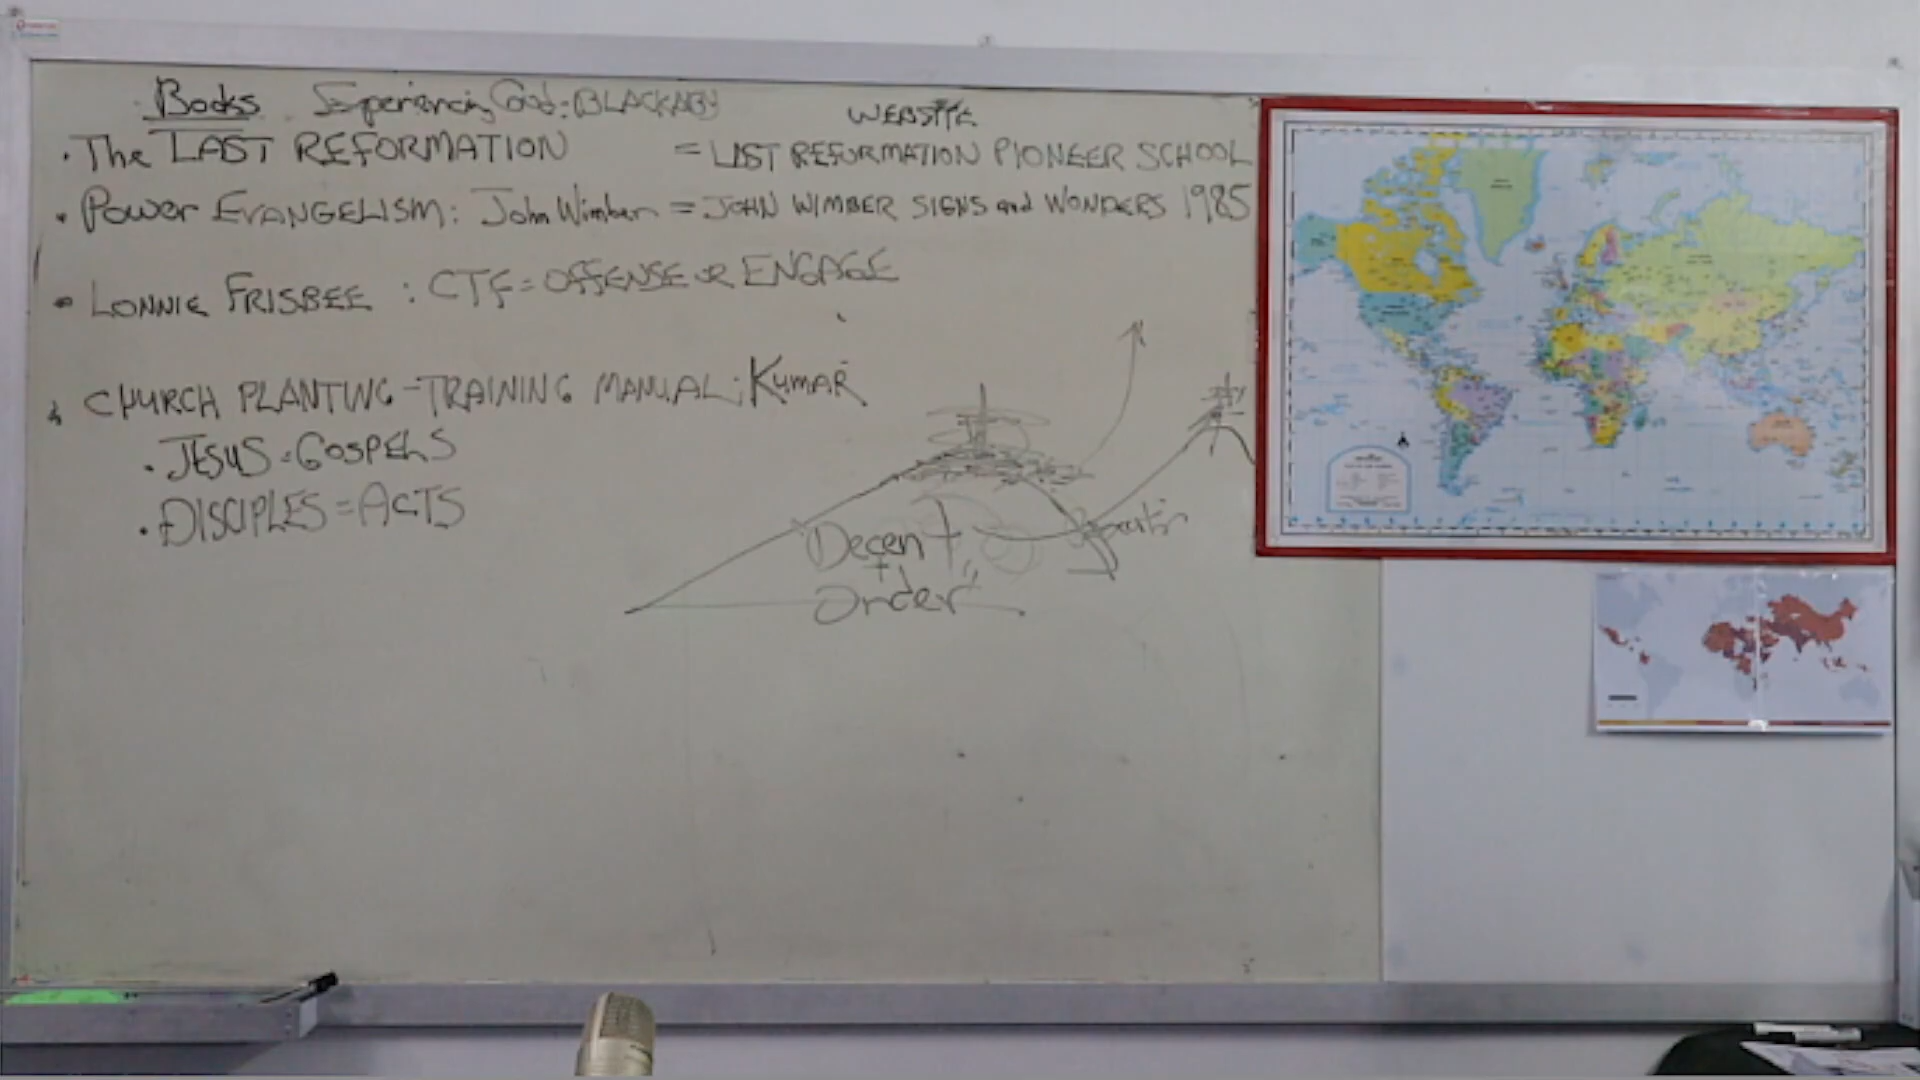 Books Experiencing God: BLACKABY
WEBSITE
• The LAST REFORMATION = LAST REFORMATION PIONEER SCHOOL
• Power EVANGELISM: John Wimber = JOHN WIMBER SIGNS and WONDERS 1985
• LONNIE FRISBEE : CTF = OFFENSE or ENGAGE
• CHURCH PLANTING - TRAINING MANUAL: KUMAR
• JESUS = GOSPELS
• DISCIPLES = ACTS
Decent
+
Order"